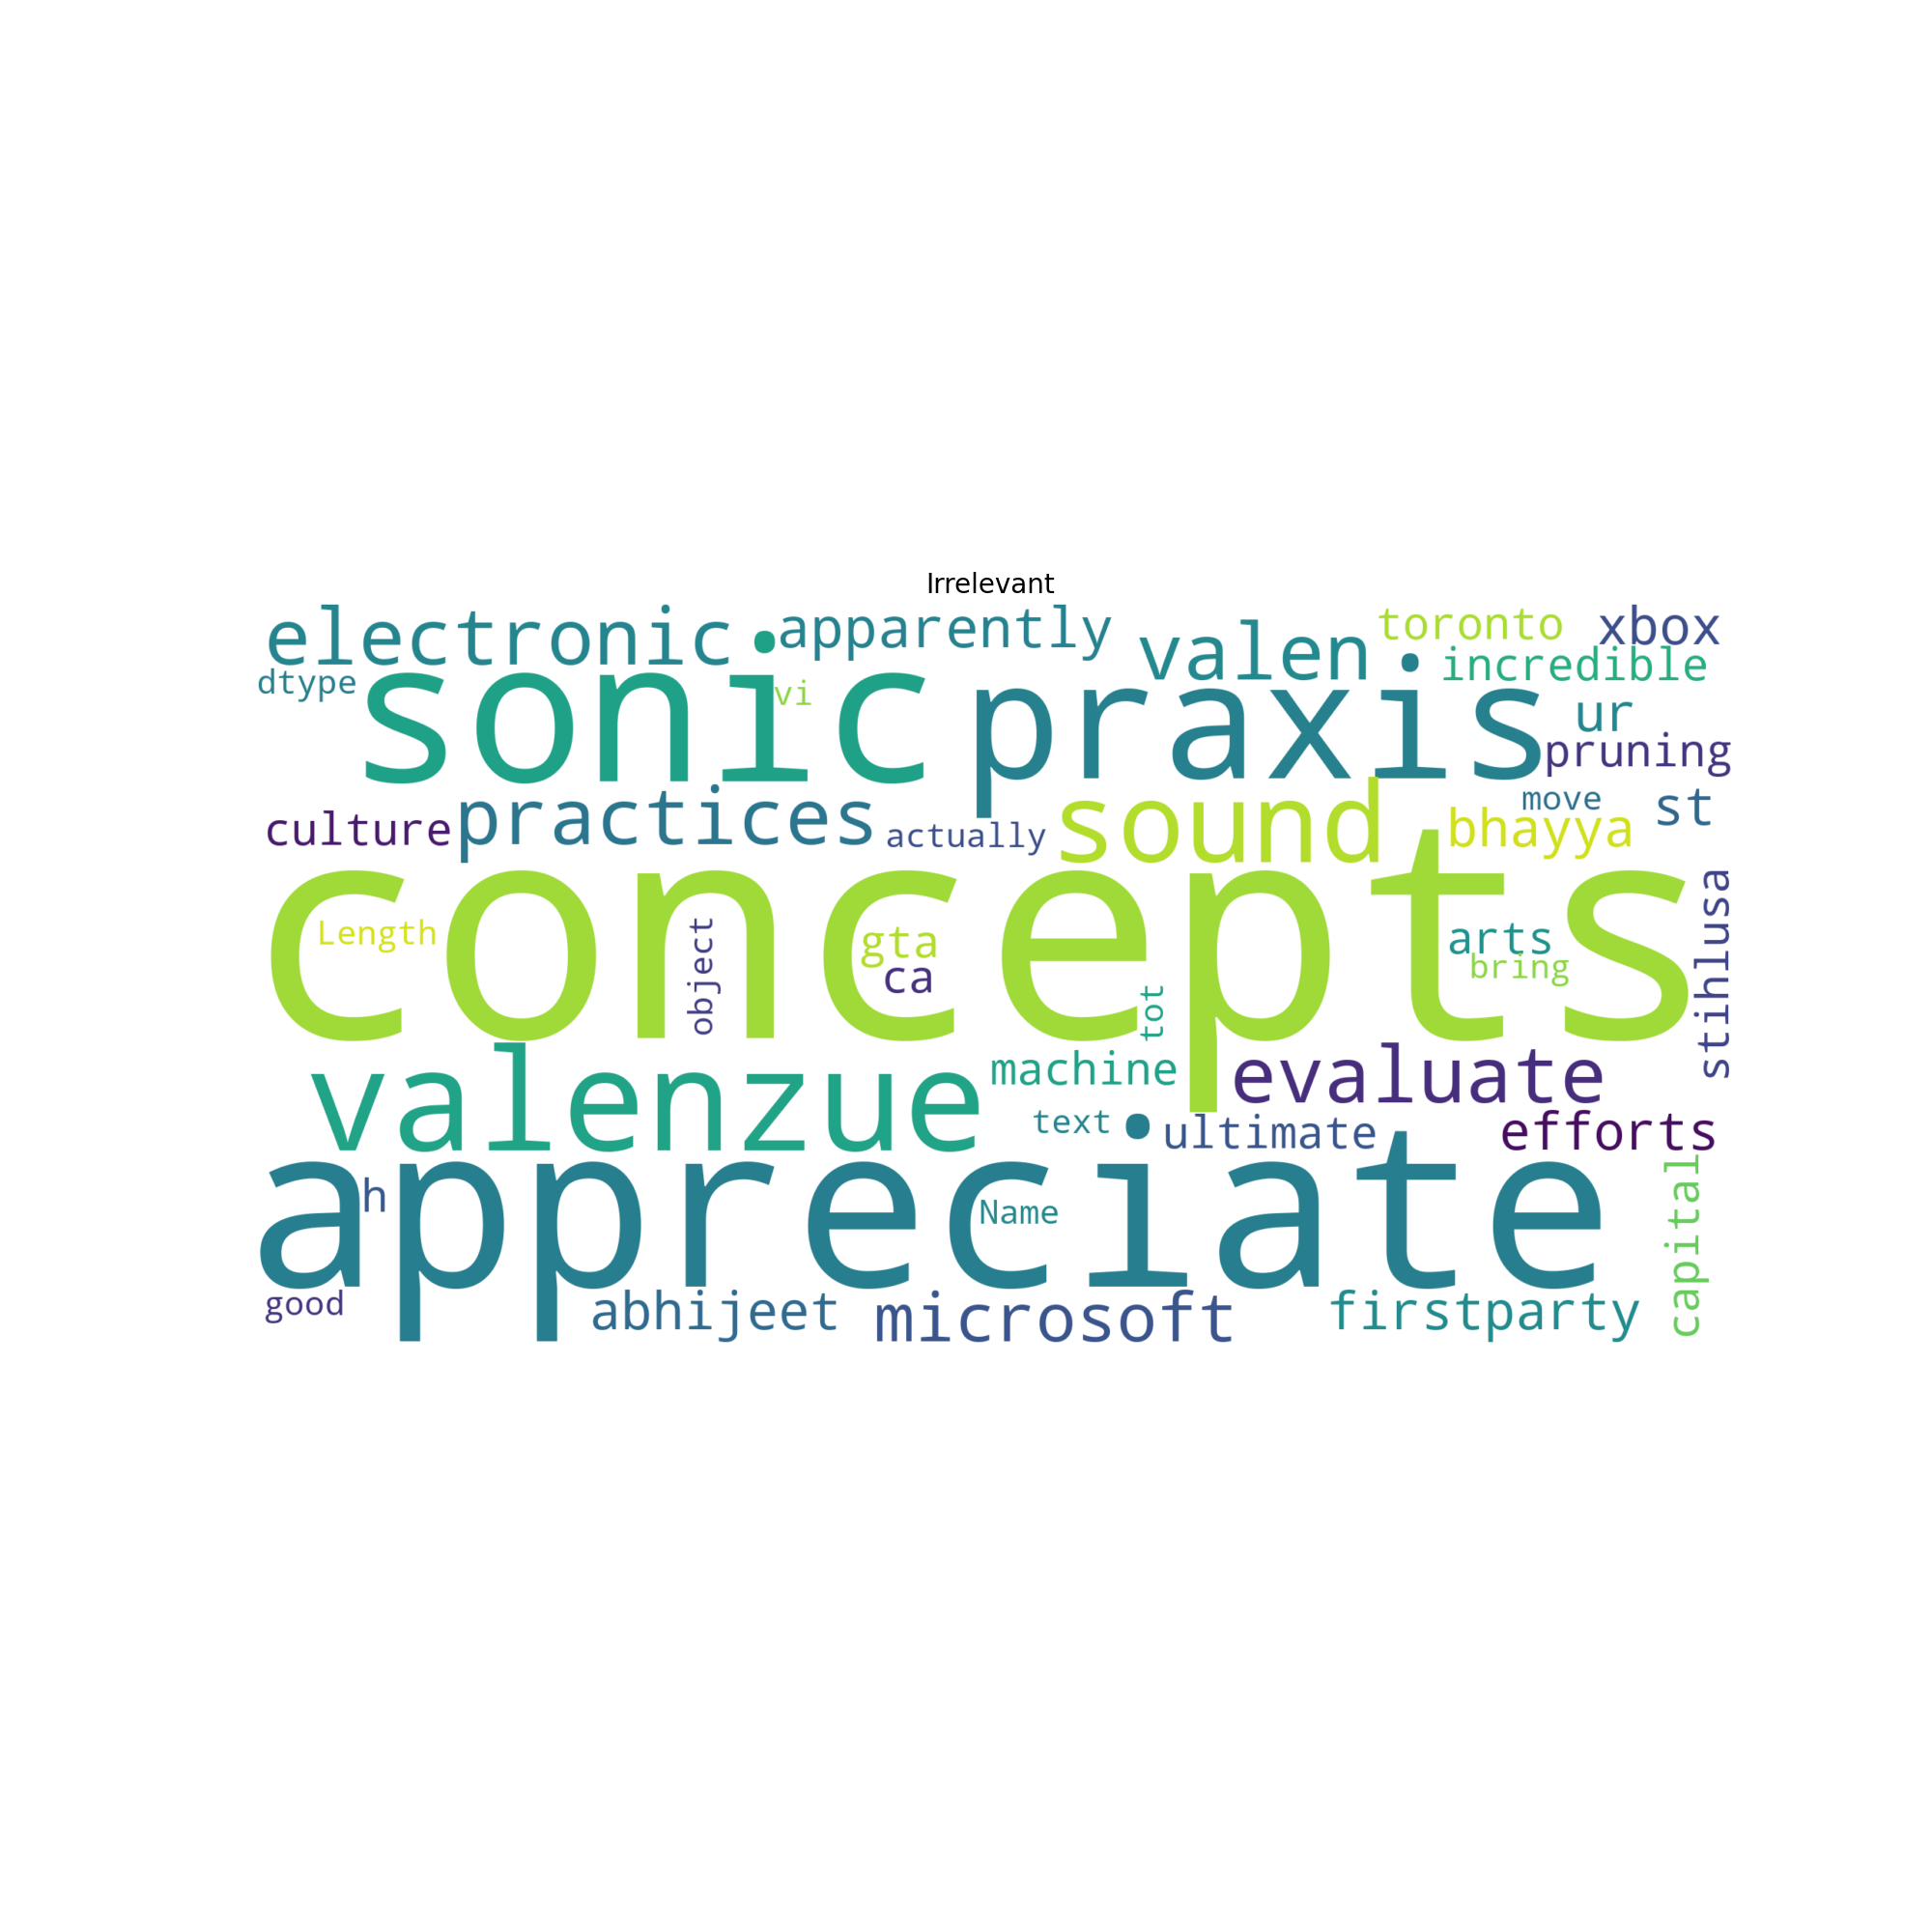 Irrelevant
electronic apparently valen toronto xbox
dtype sonic vi praxis incredible
ur
pruning
culture practices actually sound move bhayya st
concepts
Length object gta ca tot arts bring stihlusa
valenzue machine evaluate
text ultimate efforts
appreciate
h Name capital
good abhijeet microsoft firstparty